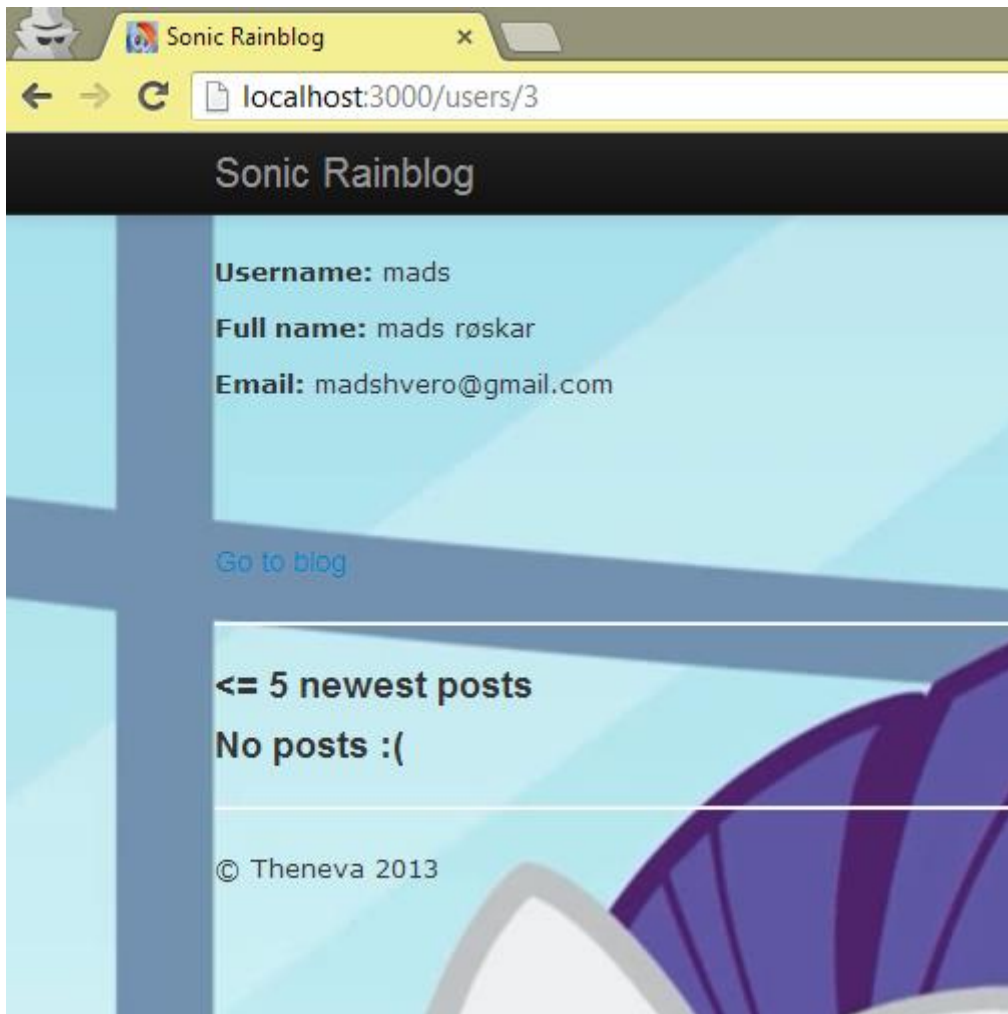 Sonic Rainblog
localhost:3000/users/3
Sonic Rainblog
Username: mads
Full name: mads røskar
Email: madshvero@gmail.com
Go to blog
<= 5 newest posts
No posts :(
© Theneva 2013